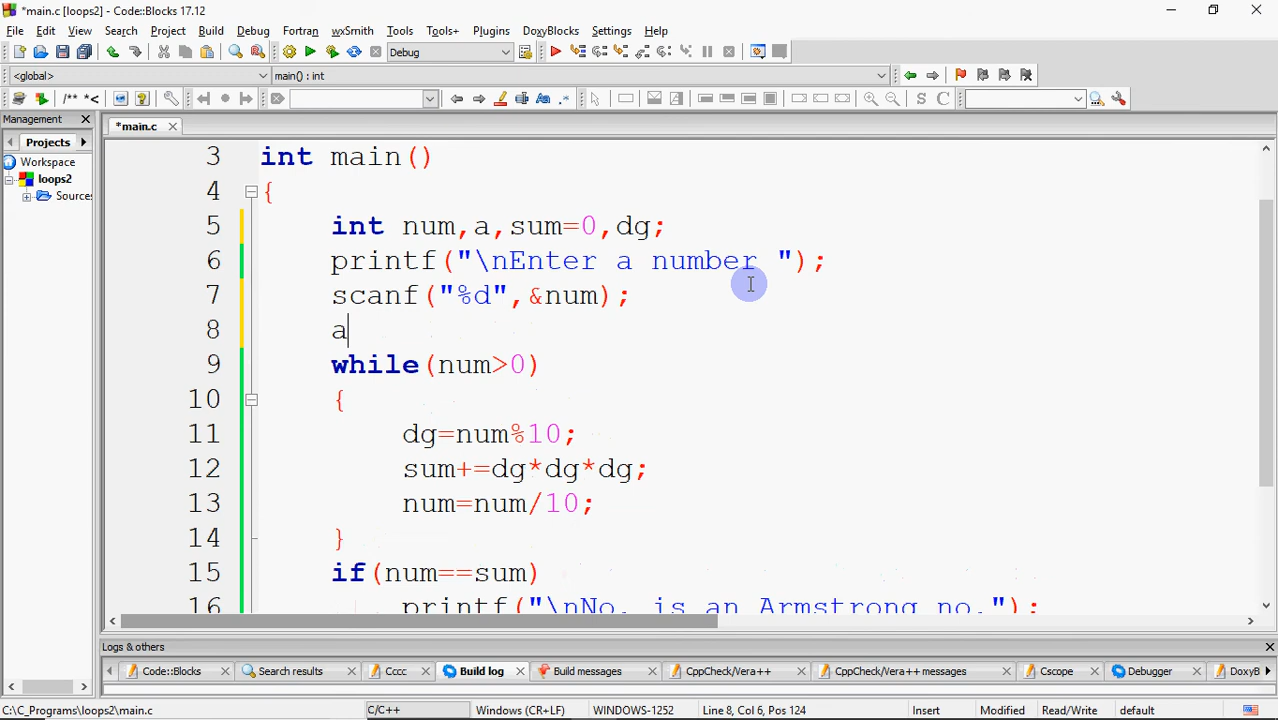 *main.c [loops2] - Code::Blocks 17.12
File Edit View Search Project Build Debug Fortran wxSmith Tools Tools+ Plugins DoxyBlocks Settings Help
Debug
<global> main() : int
/** *<
S C
Management
*main.c
Projects
Workspace
loops2
Sources
3 int main()
4 {
5 int num,a,sum=0,dg;
6 printf("\nEnter a number ");
7 scanf("%d",&num);
8 a
9 while(num>0)
10 {
11 dg=num%10;
12 sum+=dg*dg*dg;
13 num=num/10;
14 }
15 if(num==sum)
16 printf("\nNo. is an Armstrong no.");
Logs & others
Code::Blocks Search results Cccc Build log Build messages CppCheck/Vera++ CppCheck/Vera++ messages Cscope Debugger DoxyB
C:\C_Programs\loops2\main.c C/C++ Windows (CR+LF) WINDOWS-1252 Line 8, Col 6, Pos 124 Insert Modified Read/Write default